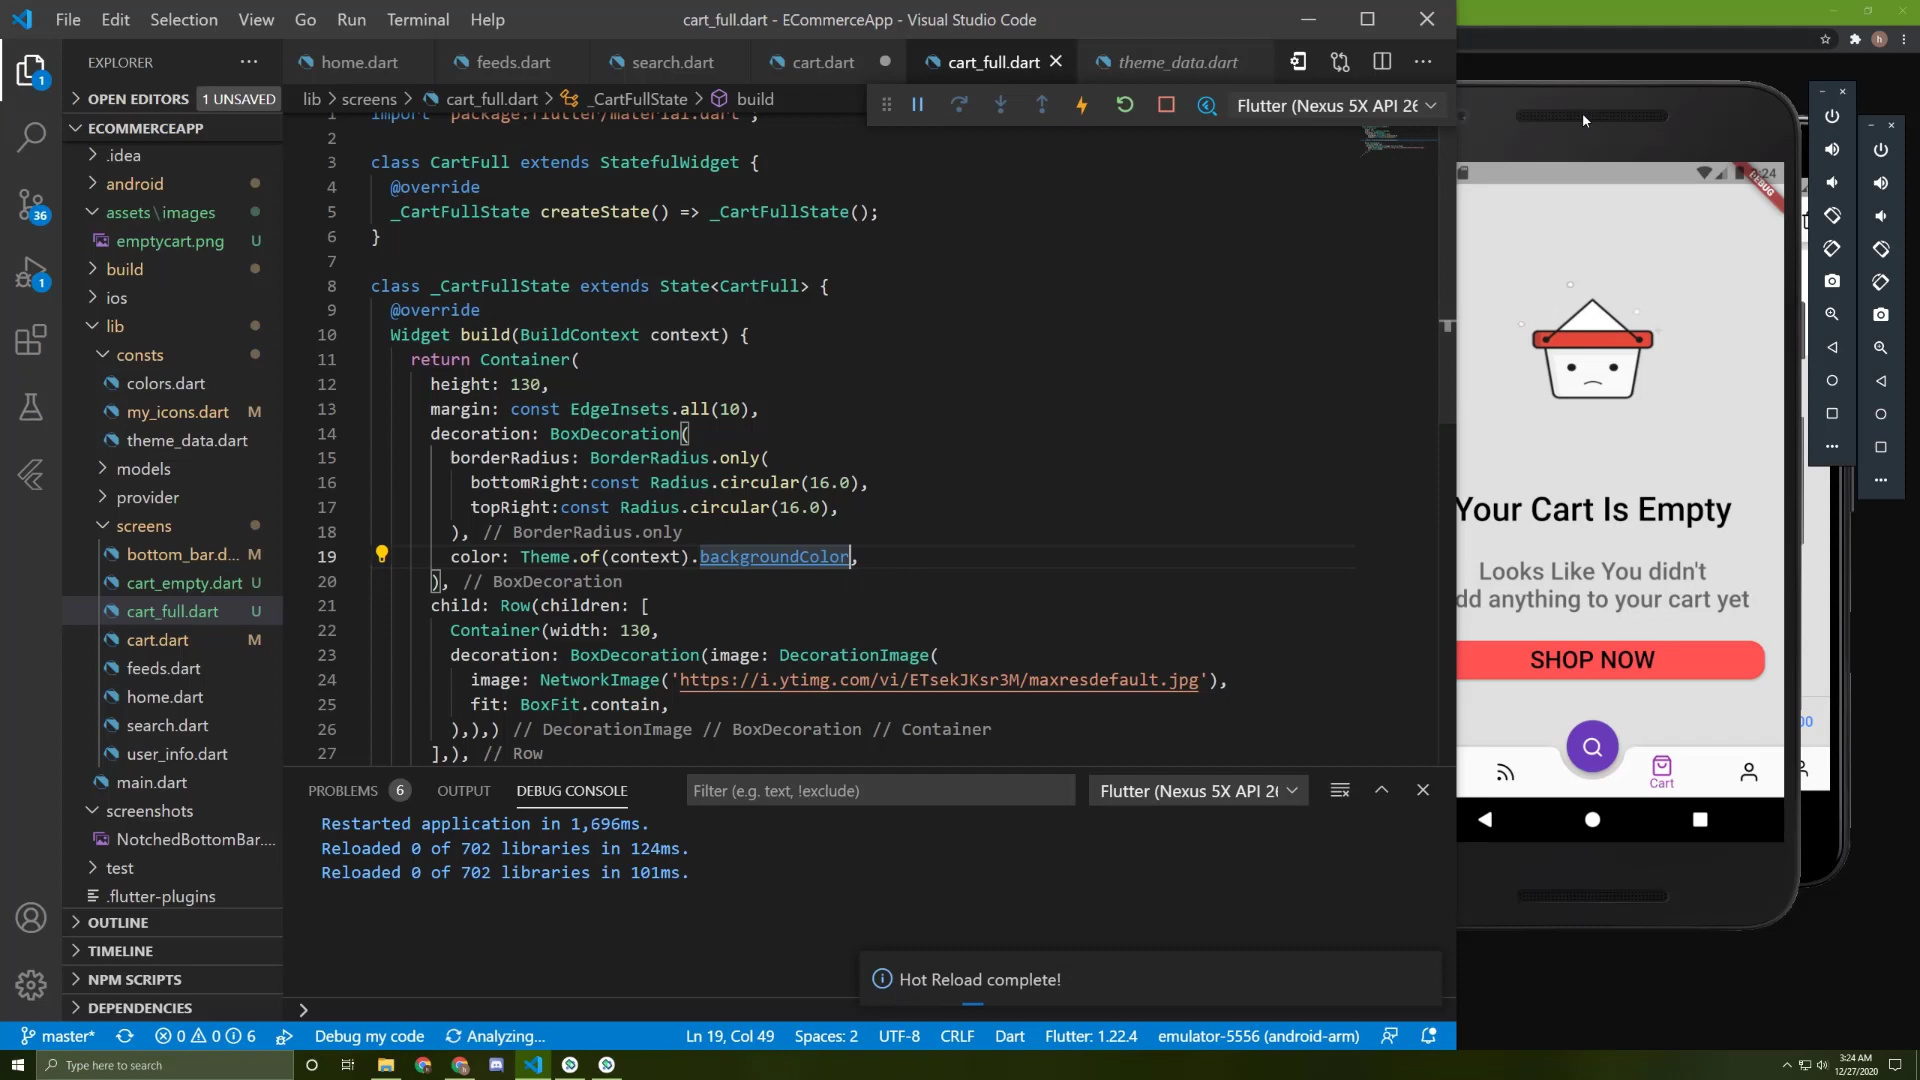 File Edit Selection View Go Run Terminal Help
cart_full.dart - ECommerceApp - Visual Studio Code
EXPLORER
home.dart feeds.dart search.dart cart.dart cart_full.dart theme_data.dart
OPEN EDITORS 1 UNSAVED
lib screens cart_full.dart _CartFullState build
Flutter (Nexus 5X API 26
ECOMMERCEAPP
.idea
android
assets\images
emptycart.png U
build
ios
lib
consts
colors.dart
my_icons.dart M
theme_data.dart
models
provider
screens
bottom_bar.d... M
cart_empty.dart U
cart_full.dart U
cart.dart M
feeds.dart
home.dart
search.dart
user_info.dart
main.dart
screenshots
NotchedBottomBar....
test
.flutter-plugins
OUTLINE
TIMELINE
NPM SCRIPTS
DEPENDENCIES
1 import 'package:flutter/material.dart';
2
3 class CartFull extends StatefulWidget {
4 @override
5 _CartFullState createState() => _CartFullState();
6 }
7
8 class _CartFullState extends State<CartFull> {
9 @override
10 Widget build(BuildContext context) {
11 return Container(
12 height: 130,
13 margin: const EdgeInsets.all(10),
14 decoration: BoxDecoration(
15 borderRadius: BorderRadius.only(
16 bottomRight:const Radius.circular(16.0),
17 topRight:const Radius.circular(16.0),
18 ), // BorderRadius.only
19 color: Theme.of(context).backgroundColor,
20 ), // BoxDecoration
21 child: Row(children: [
22 Container(width: 130,
23 decoration: BoxDecoration(image: DecorationImage(
24 image: NetworkImage('https://i.ytimg.com/vi/ETsekJKsr3M/maxresdefault.jpg'),
25 fit: BoxFit.contain,
26 ),),) // DecorationImage // BoxDecoration // Container
27 ],), // Row
PROBLEMS 6 OUTPUT DEBUG CONSOLE
Filter (e.g. text, !exclude)
Flutter (Nexus 5X API 26
Restarted application in 1,696ms.
Reloaded 0 of 702 libraries in 124ms.
Reloaded 0 of 702 libraries in 101ms.
Hot Reload complete!
1
36
1
master* 0 0 6 Debug my code Analyzing...
Ln 19, Col 49 Spaces: 2 UTF-8 CRLF Dart Flutter: 1.22.4 emulator-5556 (android-arm)
h
:24
DEBUG
Your Cart Is Empty
Looks Like You didn't
dd anything to your cart yet
SHOP NOW
Cart
00
Type here to search
3:24 AM
12/27/2020